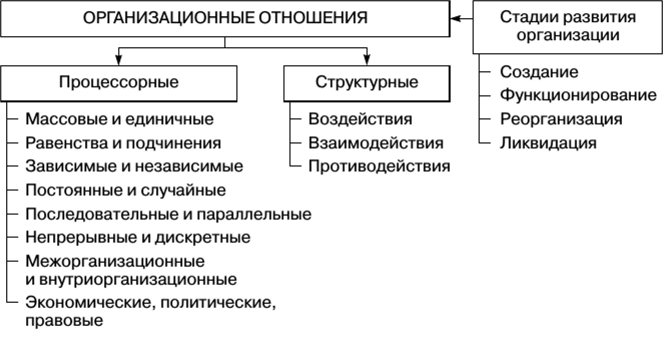 ОРГАНИЗАЦИОННЫЕ ОТНОШЕНИЯ
Стадии развития
организации
Процессорные
Массовые и единичные
Равенства и подчинения
Зависимые и независимые
Постоянные и случайные
Последовательные и параллельные
Непрерывные и дискретные
Межорганизационные
и внутриорганизационные
Экономические, политические,
правовые
Структурные
Воздействия
Взаимодействия
Противодействия
Создание
Функционирование
Реорганизация
Ликвидация